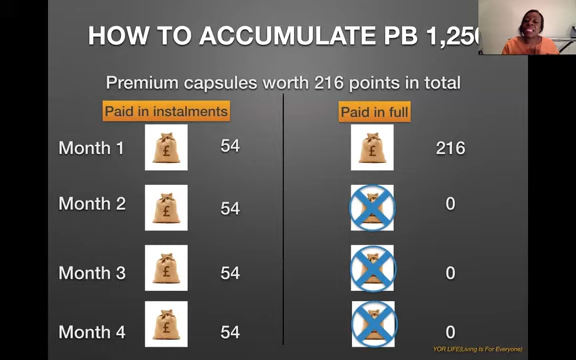 HOW TO ACCUMULATE PB 1,250
Premium capsules worth 216 points in total
Paid in instalments
Paid in full
Month 1 £ 54 £ 216
Month 2 £ 54 0
Month 3 £ 54 0
Month 4 £ 54 0
YOR LIFE(Living Is For Everyone)